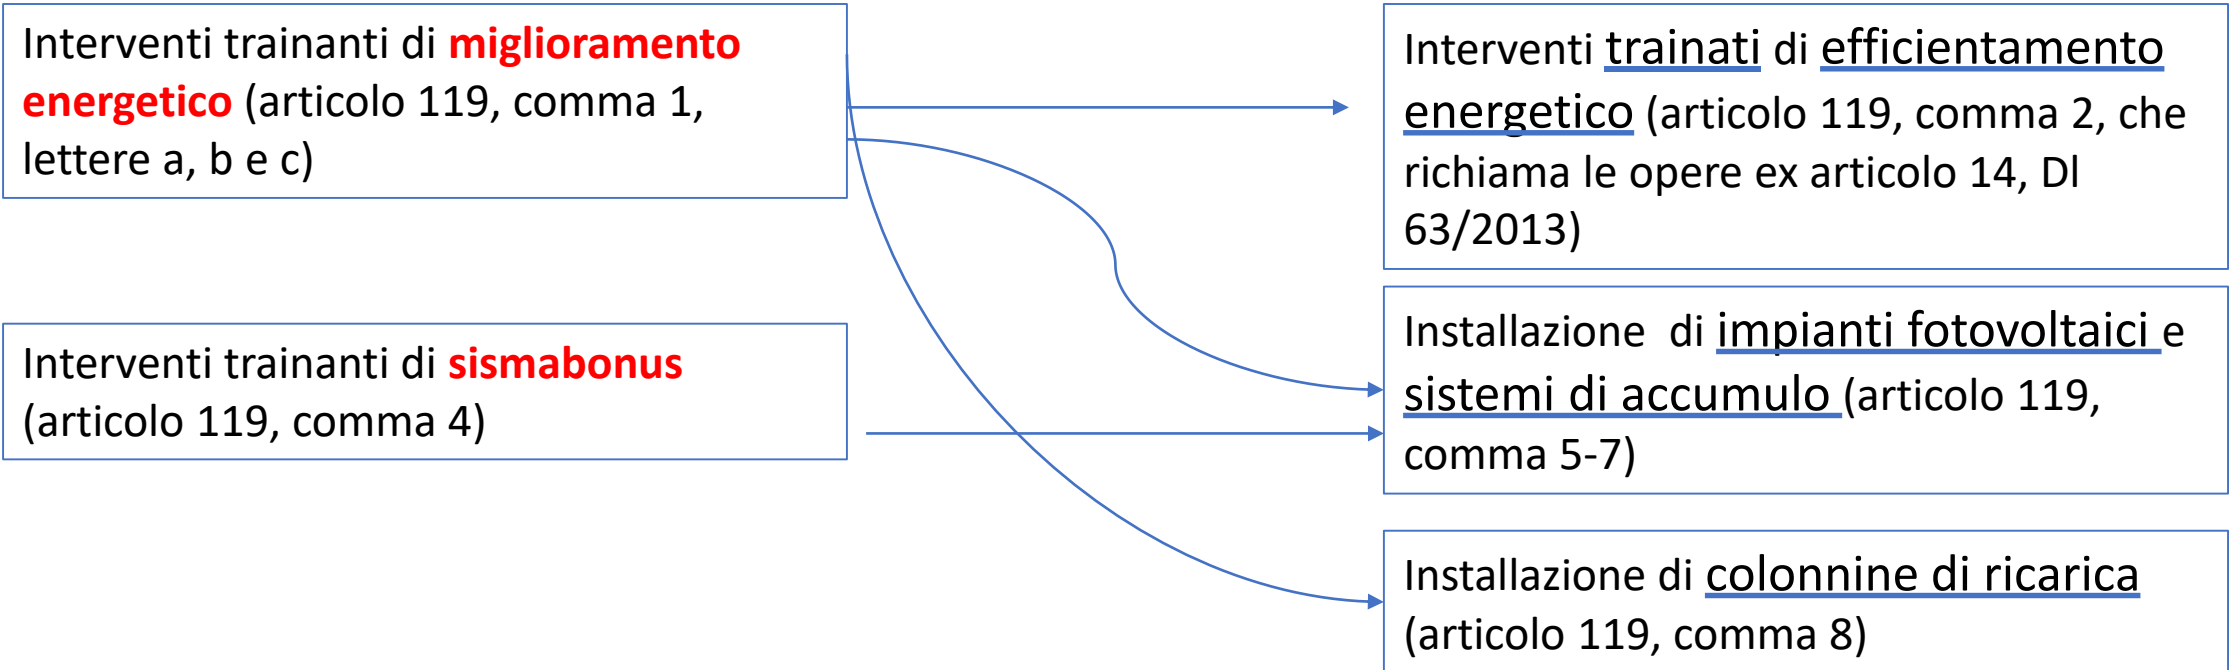 Interventi trainanti di miglioramento
energetico (articolo 119, comma 1,
lettere a, b e c)
Interventi trainanti di sismabonus
(articolo 119, comma 4)
Interventi trainati di efficientamento
energetico (articolo 119, comma 2, che
richiama le opere ex articolo 14, Dl
63/2013)
Installazione di impianti fotovoltaici e
sistemi di accumulo (articolo 119,
comma 5-7)
Installazione di colonnine di ricarica
(articolo 119, comma 8)